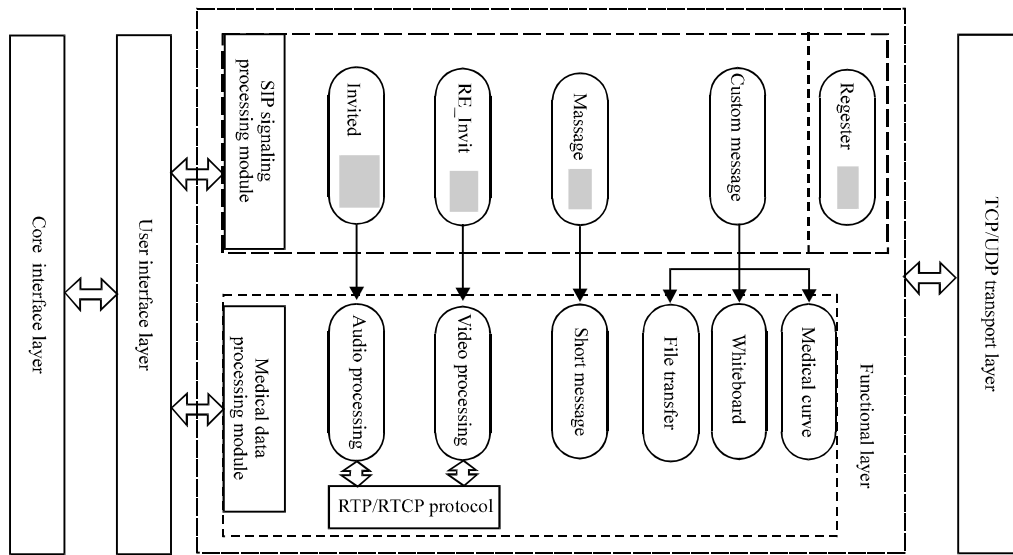 Core interface layer
User interface layer
SIP signaling
processing module
Invited
RE_Invit
Massage
Custom message
Regester
Medical data
processing module
Audio processing
Video processing
Short message
File transfer
Whiteboard
Medical curve
RTP/RTCP protocol
Functional layer
TCP/UDP transport layer